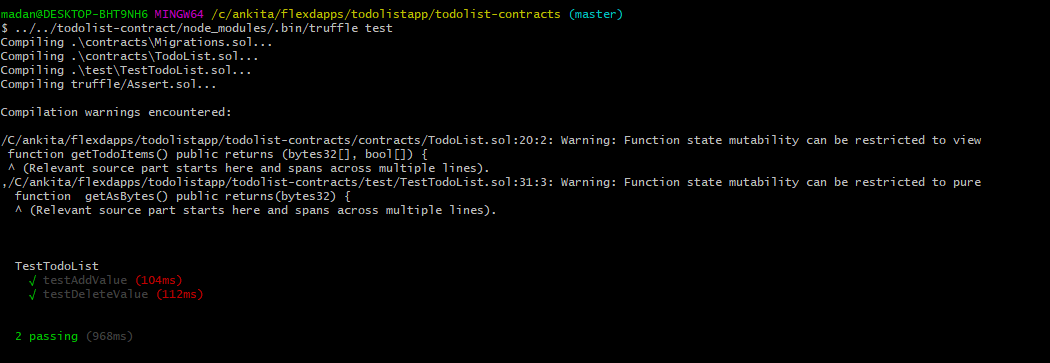 madan@DESKTOP-BHT9NH6 MINGW64 /c/ankita/flexdapps/todolistapp/todolist-contracts (master)
$ ../../todolist-contract/node_modules/.bin/truffle test
Compiling .\contracts\Migrations.sol...
Compiling .\contracts\TodoList.sol...
Compiling .\test\TestTodoList.sol...
Compiling truffle/Assert.sol...

Compilation warnings encountered:

/C/ankita/flexdapps/todolistapp/todolist-contracts/contracts/TodoList.sol:20:2: Warning: Function state mutability can be restricted to view
 function getTodoItems() public returns (bytes32[], bool[]) {
 ^ (Relevant source part starts here and spans across multiple lines).
,/C/ankita/flexdapps/todolistapp/todolist-contracts/test/TestTodoList.sol:31:3: Warning: Function state mutability can be restricted to pure
  function  getAsBytes() public returns(bytes32) {
  ^ (Relevant source part starts here and spans across multiple lines).

  TestTodoList
    √ testAddValue (104ms)
    √ testDeleteValue (112ms)

  2 passing (968ms)